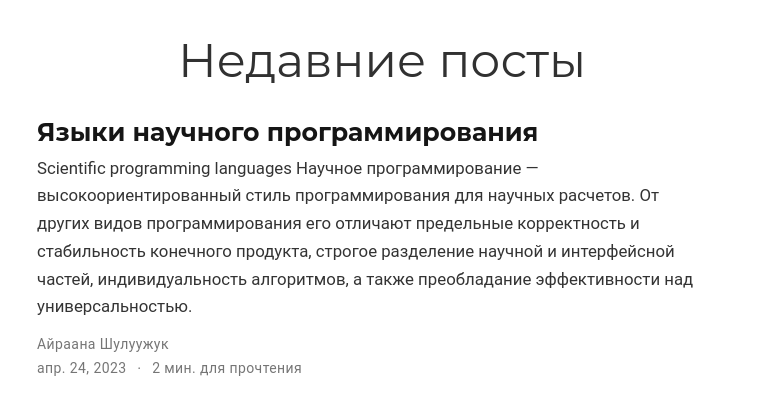 Недавние посты
Языки научного программирования
Scientific programming languages Научное программирование —
высокоориентированный стиль программирования для научных расчетов. От
других видов программирования его отличают предельные корректность и
стабильность конечного продукта, строгое разделение научной и интерфейсной
частей, индивидуальность алгоритмов, а также преобладание эффективности над
универсальностью.
Айраана Шулуужук
апр. 24, 2023 · 2 мин. для прочтения